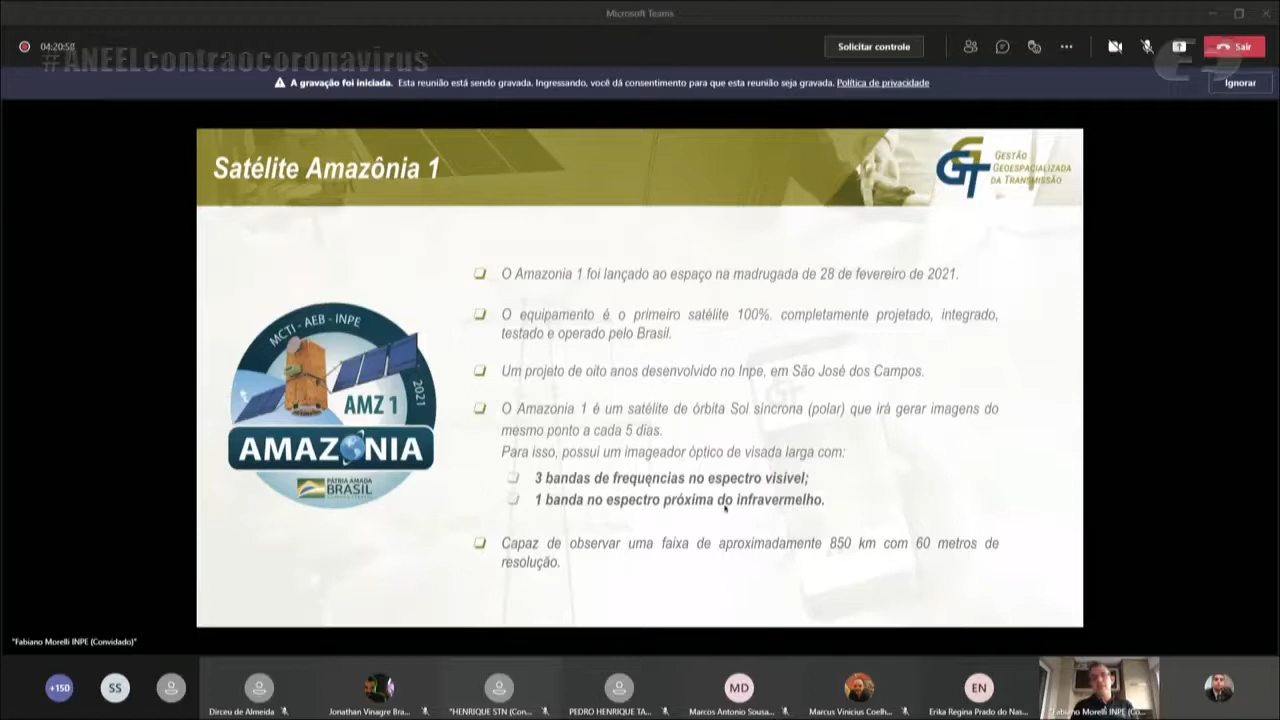 Microsoft Teams
04:20:58
#ANEELcontraocoronavírus
Solicitar controle
Sair
A gravação foi iniciada. Esta reunião está sendo gravada. Ingressando, você dá consentimento para que esta reunião seja gravada. Política de privacidade
Ignorar
Satélite Amazônia 1
GGT
GESTÃO
GEOESPACIALIZADA
DA TRANSMISSÃO
O Amazonia 1 foi lançado ao espaço na madrugada de 28 de fevereiro de 2021.
O equipamento é o primeiro satélite 100%. completamente projetado, integrado,
testado e operado pelo Brasil.
Um projeto de oito anos desenvolvido no Inpe, em São José dos Campos.
O Amazonia 1 é um satélite de órbita Sol síncrona (polar) que irá gerar imagens do
mesmo ponto a cada 5 dias.
Para isso, possui um imageador óptico de visada larga com:
3 bandas de frequências no espectro visível;
1 banda no espectro próxima do infravermelho.
Capaz de observar uma faixa de aproximadamente 850 km com 60 metros de
resolução.
MCTI - AEB - INPE
2021
AMZ 1
AMAZÔNIA
PÁTRIA AMADA
BRASIL
"Fabiano Morelli INPE (Convidado)"
+150
SS
Dirceu de Almeida
Jonathan Vinagre Bra...
"HENRIQUE STN (Con...
PEDRO HENRIQUE TA...
MD
Marcos Antonio Sousa...
Marcus Vinicius Coelh...
EN
Erika Regina Prado do Nas...
"Fabiano Morelli INPE (Co...